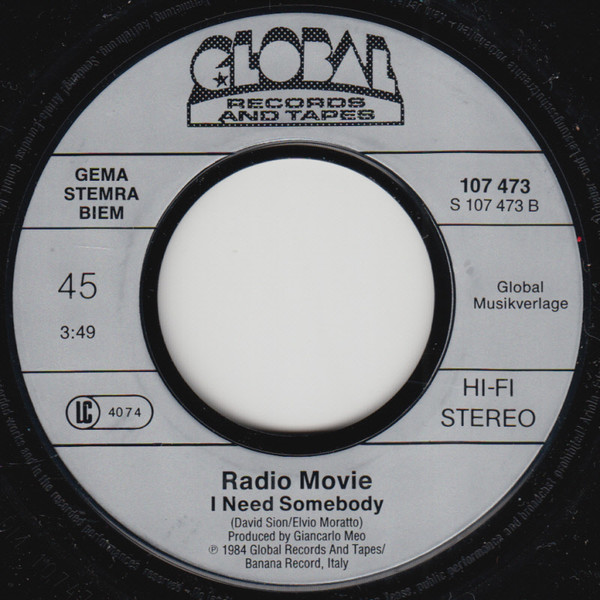 GLOBAL
RECORDS
AND TAPES
GEMA
STEMRA
BIEM
107 473
S 107 473 B
45
3:49
Global
Musikverlage
LC 4074
HI-FI
STEREO
Radio Movie
I Need Somebody
(David Sion/Elvio Moratto)
Produced by Giancarlo Meo
℗ 1984 Global Records And Tapes/
Banana Record, Italy